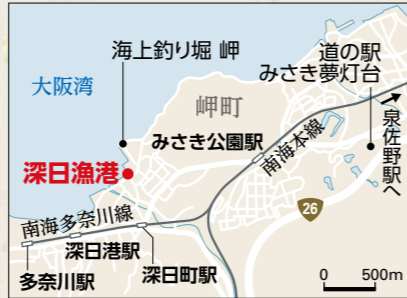 海上釣り堀 岬
道の駅
みさき夢灯台
大阪湾
岬町
みさき公園駅
南海本線
泉佐野駅へ
深日漁港
26
南海多奈川線
深日港駅
多奈川駅
深日町駅
0 500m